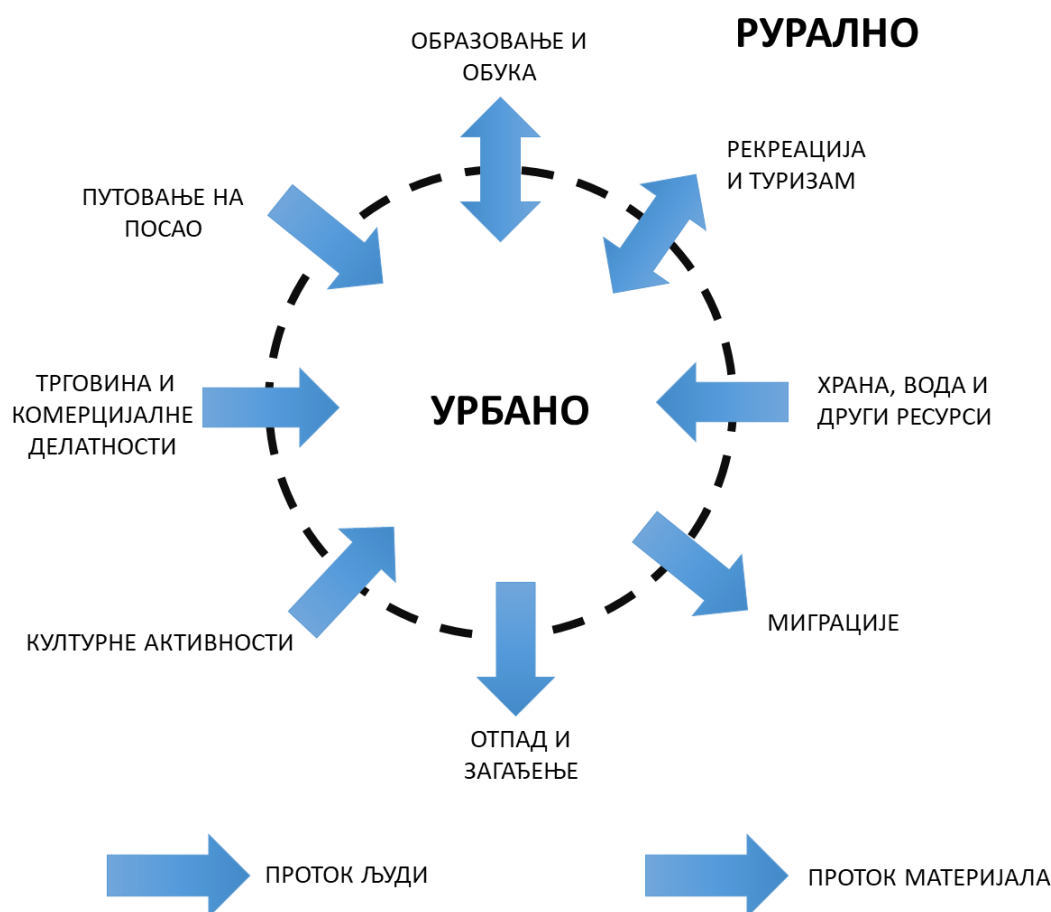 РУРАЛНО
ОБРАЗОВАЊЕ И
ОБУКА
РЕКРЕАЦИЈА
И ТУРИЗАМ
ПУТОВАЊЕ НА
ПОСАО
ТРГОВИНА И
КОМЕРЦИЈАЛНЕ
ДЕЛАТНОСТИ
УРБАНО
ХРАНА, ВОДА И
ДРУГИ РЕСУРСИ
КУЛТУРНЕ АКТИВНОСТИ
МИГРАЦИЈЕ
ОТПАД И
ЗАГАЂЕЊЕ
ПРОТОК ЉУДИ
ПРОТОК МАТЕРИЈАЛА